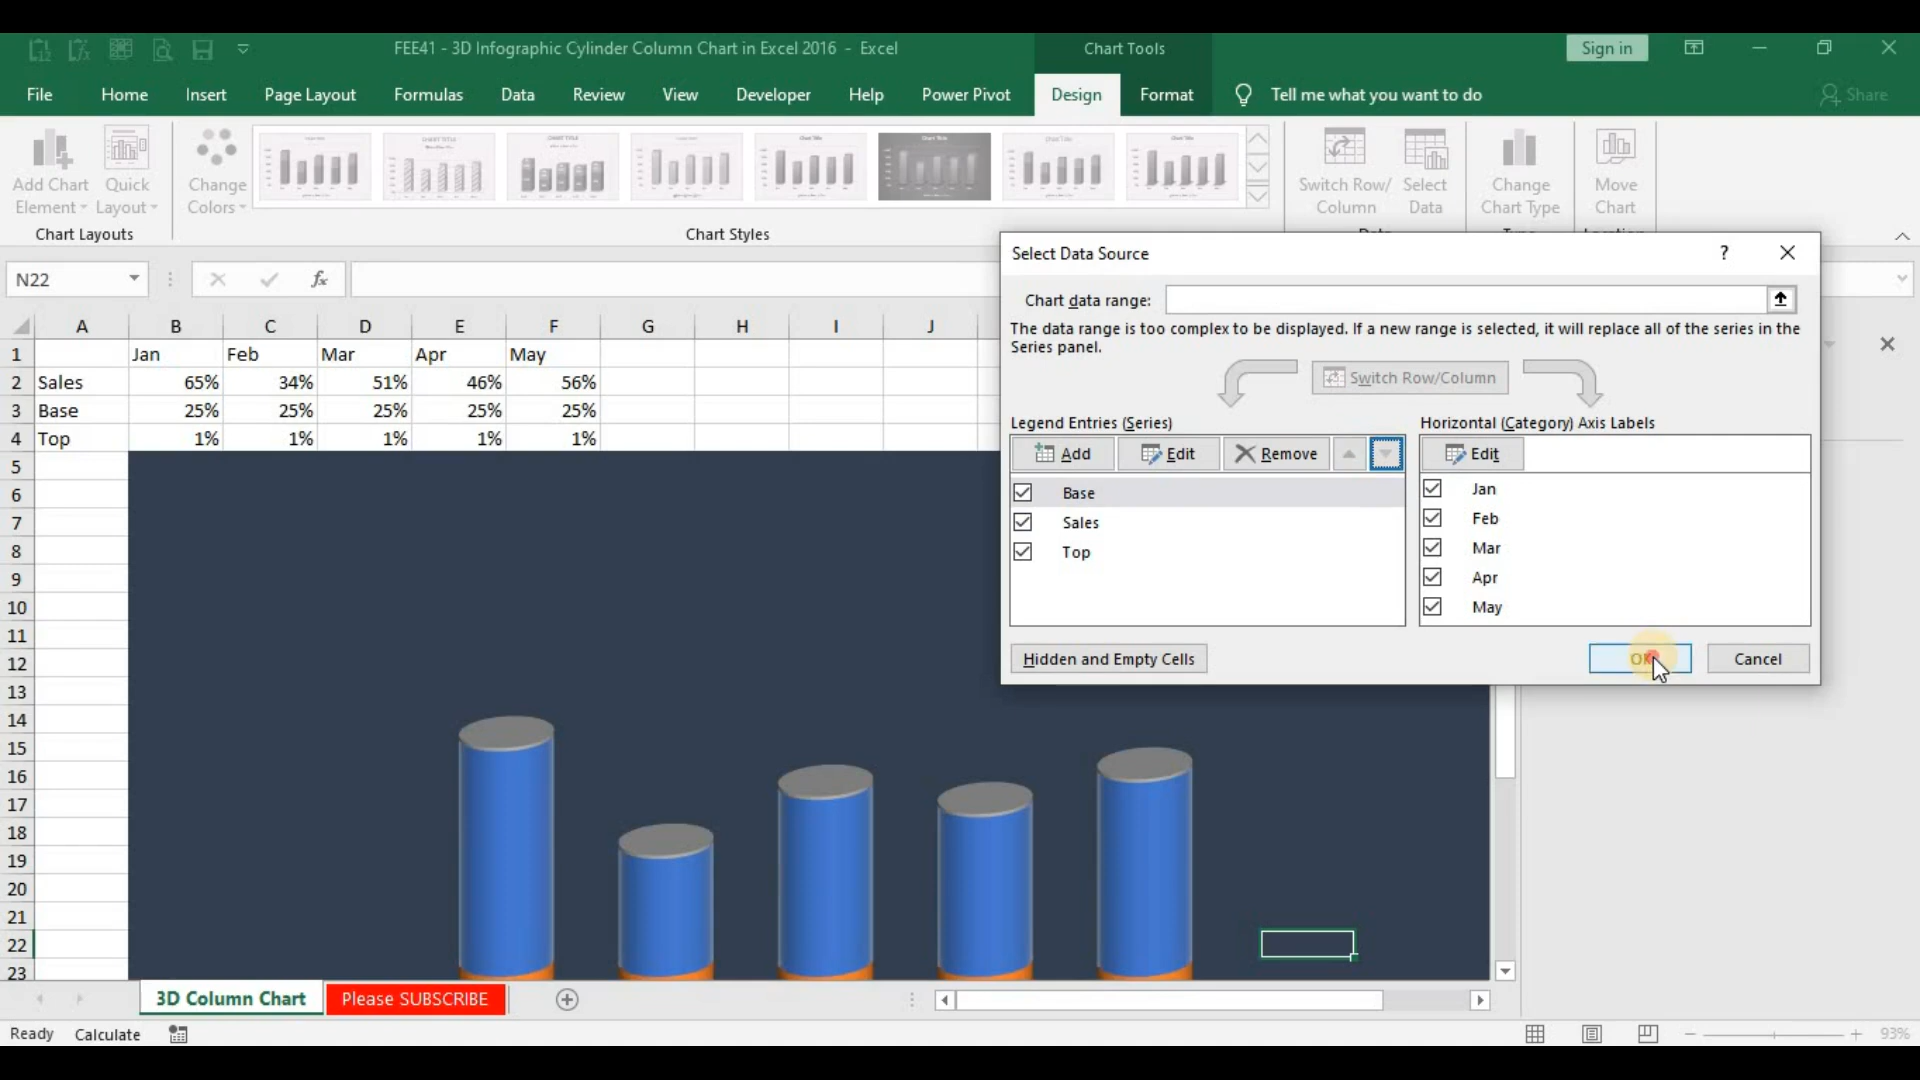 FEE41 - 3D Infographic Cylinder Column Chart in Excel 2016 - Excel
Chart Tools
Sign in
File Home Insert Page Layout Formulas Data Review View Developer Help Power Pivot Design Format Tell me what you want to do Share
Add Chart Element
Quick Layout
Change Colors
Switch Row/ Column
Select Data
Change Chart Type
Move Chart
Chart Layouts
Chart Styles
N22
fx
Select Data Source
?
Chart data range:
The data range is too complex to be displayed. If a new range is selected, it will replace all of the series in the
Series panel.
Switch Row/Column
Legend Entries (Series)
Horizontal (Category) Axis Labels
Add Edit Remove
Edit
Base
Sales
Top
Jan
Feb
Mar
Apr
May
Hidden and Empty Cells
Cancel
A B C D E F G H I J
1 Jan Feb Mar Apr May
2 Sales 65% 34% 51% 46% 56%
3 Base 25% 25% 25% 25% 25%
4 Top 1% 1% 1% 1% 1%
5
6
7
8
9
10
11
12
13
14
15
16
17
18
19
20
21
22
23
3D Column Chart
Please SUBSCRIBE
Ready Calculate
93%